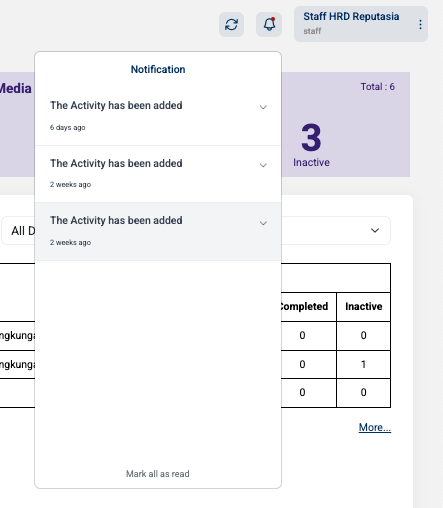 Staff HRD Reputasia
staff
Notification
Media
Total : 6
The Activity has been added
6 days ago
3
Inactive
The Activity has been added
2 weeks ago
The Activity has been added
2 weeks ago
All D
Completed Inactive
ngkunga 0 0
ngkunga 0 1
0 0
More...
Mark all as read